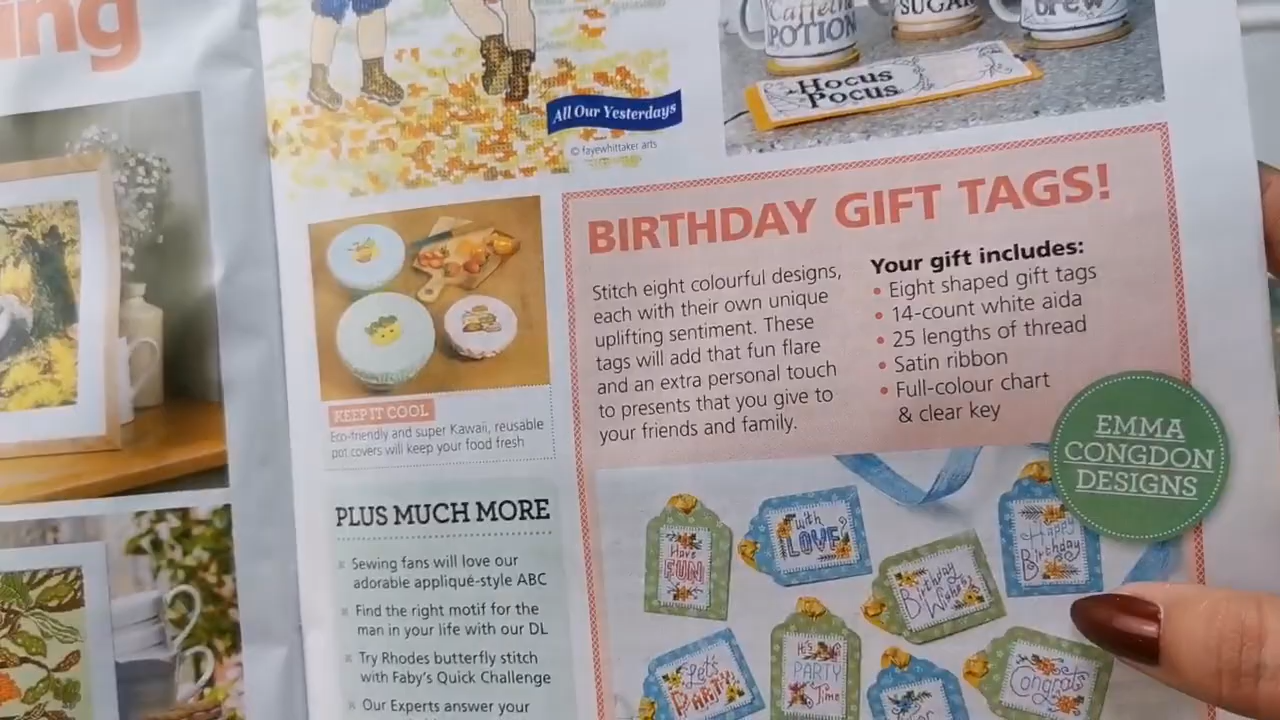 ing
All Our Yesterdays
© fayewhittaker arts
Caffeine
POTION
SUGAR
Brew
Hocus
Pocus
KEEP IT COOL
Eco-friendly and super Kawaii, reusable
pot covers will keep your food fresh
PLUS MUCH MORE
Sewing fans will love our
adorable appliqué-style ABC
Find the right motif for the
man in your life with our DL
Try Rhodes butterfly stitch
with Faby's Quick Challenge
Our Experts answer your
BIRTHDAY GIFT TAGS!
Stitch eight colourful designs,
each with their own unique
uplifting sentiment. These
tags will add that fun flare
and an extra personal touch
to presents that you give to
your friends and family.
Your gift includes:
• Eight shaped gift tags
• 14-count white aida
• 25 lengths of thread
• Satin ribbon
• Full-colour chart
& clear key
EMMA
CONGDON
DESIGNS
Have
FUN
with
LOVE
Birthday
Wishes
Happy
Birthday
Let's
PARTY
It's
PARTY
Time
Congrats